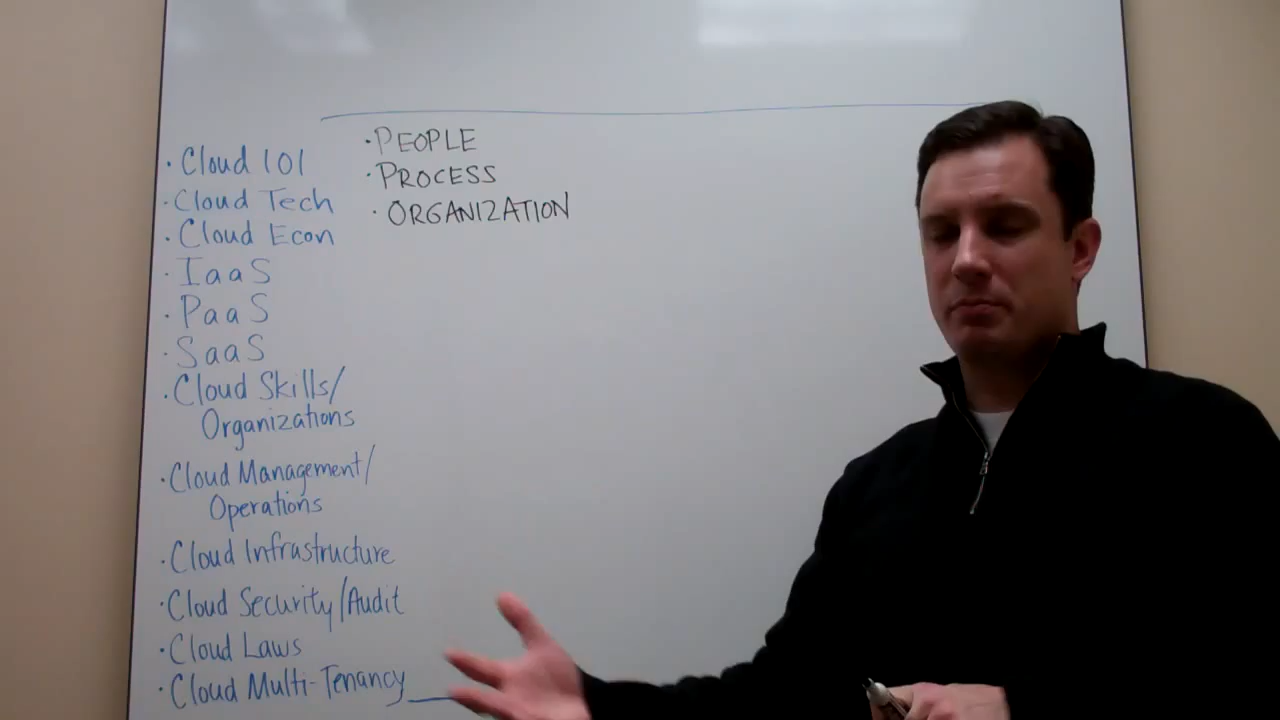 · Cloud 101
· Cloud Tech
· Cloud Econ
· IaaS
· PaaS
· SaaS
· Cloud Skills/
Organizations
· Cloud Management/
Operations
· Cloud Infrastructure
· Cloud Security/Audit
· Cloud Laws
· Cloud Multi-Tenancy
· PEOPLE
· PROCESS
· ORGANIZATION